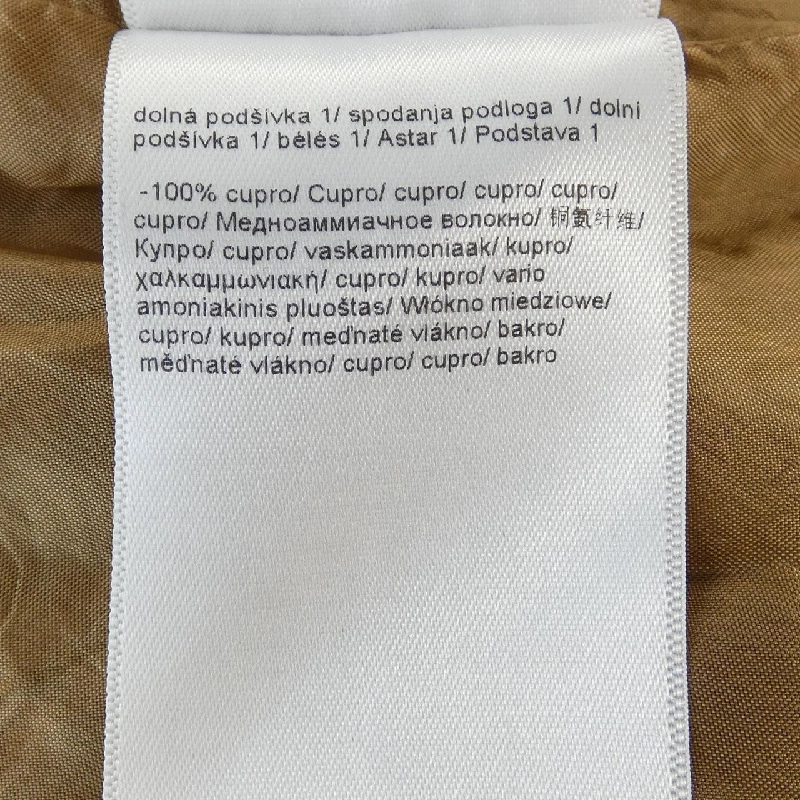 dolná podšívka 1/ spodanja podloga 1/ dolní
podšívka 1/ bélés 1/ Astar 1/ Podstava 1
-100% cupro/ Cupro/ cupro/ cupro/ cupro/
cupro/ Медноаммиачное волокно/ 铜氨纤维/
Купро/ cupro/ vaskammoniaak/ kupro/
χαλκαμμωνιακή/ cupro/ kupro/ vario
amoniakinis pluoštas/ Włókno miedziowe/
cupro/ kupro/ meďnaté vlákno/ bakro/
měďnaté vlákno/ cupro/ cupro/ bakro